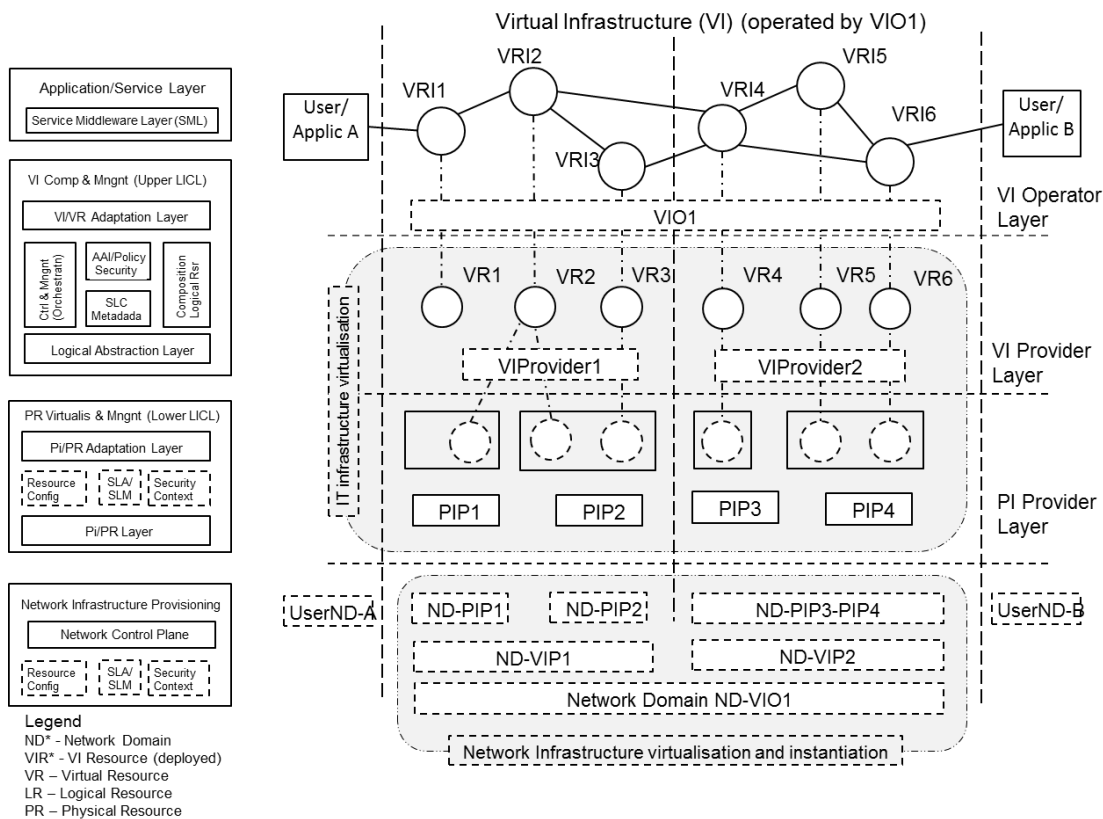 Virtual Infrastructure (VI) (operated by VIO1)
Application/Service Layer
Service Middleware Layer (SML)
VI Comp & Mngnt (Upper LICL)
VI/VR Adaptation Layer
Ctrl & Mngnt
(Orchestratn)
AAI/Policy
Security
SLC
Metadada
Composition
Logical Rsr
Logical Abstraction Layer
PR Virtualis & Mngnt (Lower LICL)
Pi/PR Adaptation Layer
Resource
Config
SLA/
SLM
Security
Context
Pi/PR Layer
Network Infrastructure Provisioning
Network Control Plane
Resource
Config
SLA/
SLM
Security
Context
Legend
ND* - Network Domain
VIR* - VI Resource (deployed)
VR – Virtual Resource
LR – Logical Resource
PR – Physical Resource
User/
Applic A
VRI1
VRI2
VRI3
VRI4
VRI5
VRI6
User/
Applic B
VIO1
VI Operator
Layer
IT infrastructure virtualisation
VR1
VR2
VR3
VR4
VR5
VR6
VIProvider1
VIProvider2
VI Provider
Layer
PIP1
PIP2
PIP3
PIP4
PI Provider
Layer
UserND-A
ND-PIP1
ND-PIP2
ND-PIP3-PIP4
UserND-B
ND-VIP1
ND-VIP2
Network Domain ND-VIO1
Network Infrastructure virtualisation and instantiation